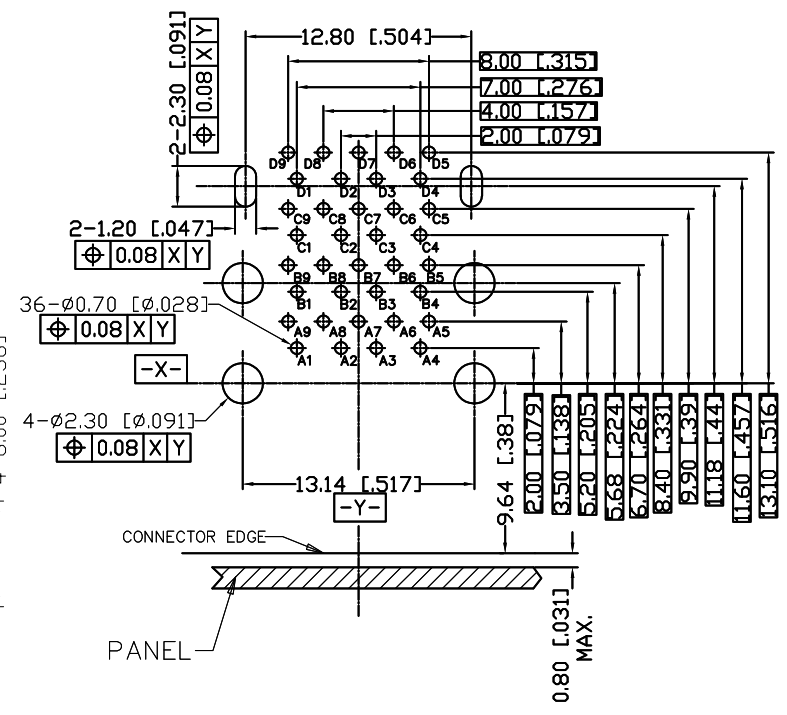 12.80 [.504]
8.00 [.315]
7.00 [.276]
4.00 [.157]
2.00 [.079]
2-2.30 [.091]
⌖ 0.08 X Y
D9 D8 D7 D6 D5
D1 D2 D3 D4
C9 C8 C7 C6 C5
2-1.20 [.047]
⌖ 0.08 X Y
C1 C2 C3 C4
B9 B8 B7 B6 B5
B1 B2 B3 B4
36-Ø0.70 [Ø.028]
⌖ 0.08 X Y
A9 A8 A7 A6 A5
A1 A2 A3 A4
-X-
4-Ø2.30 [Ø.091]
⌖ 0.08 X Y
13.14 [.517]
-Y-
9.64 [.38]
2.00 [.079]
3.50 [.138]
5.20 [.205]
5.68 [.224]
6.70 [.264]
8.40 [.331]
9.90 [.39]
11.18 [.44]
11.60 [.457]
13.10 [.516]
CONNECTOR EDGE
PANEL
0.80 [.031]
MAX.